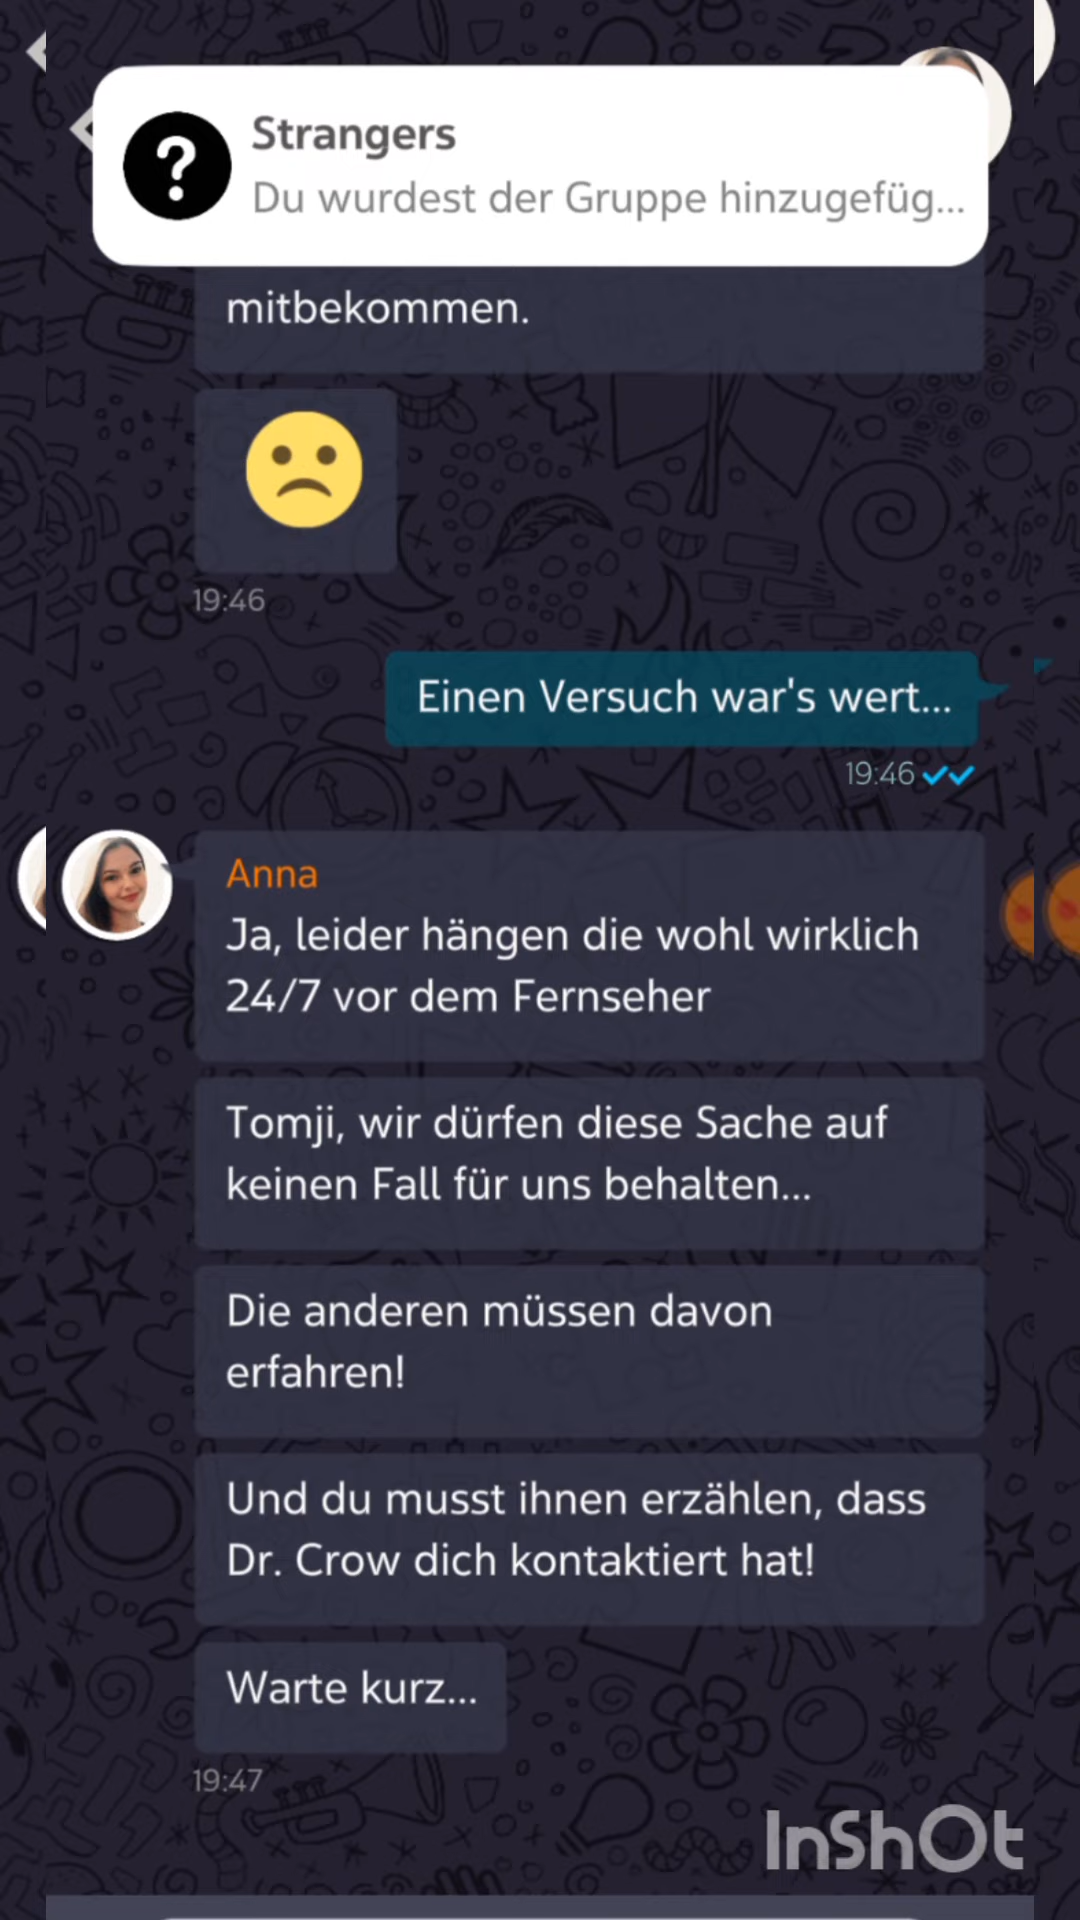 Strangers
Du wurdest der Gruppe hinzugefüg...
mitbekommen.
19:46
Einen Versuch war's wert...
19:46
Anna
Ja, leider hängen die wohl wirklich
24/7 vor dem Fernseher
Tomji, wir dürfen diese Sache auf
keinen Fall für uns behalten...
Die anderen müssen davon
erfahren!
Und du musst ihnen erzählen, dass
Dr. Crow dich kontaktiert hat!
Warte kurz...
19:47
InShOt